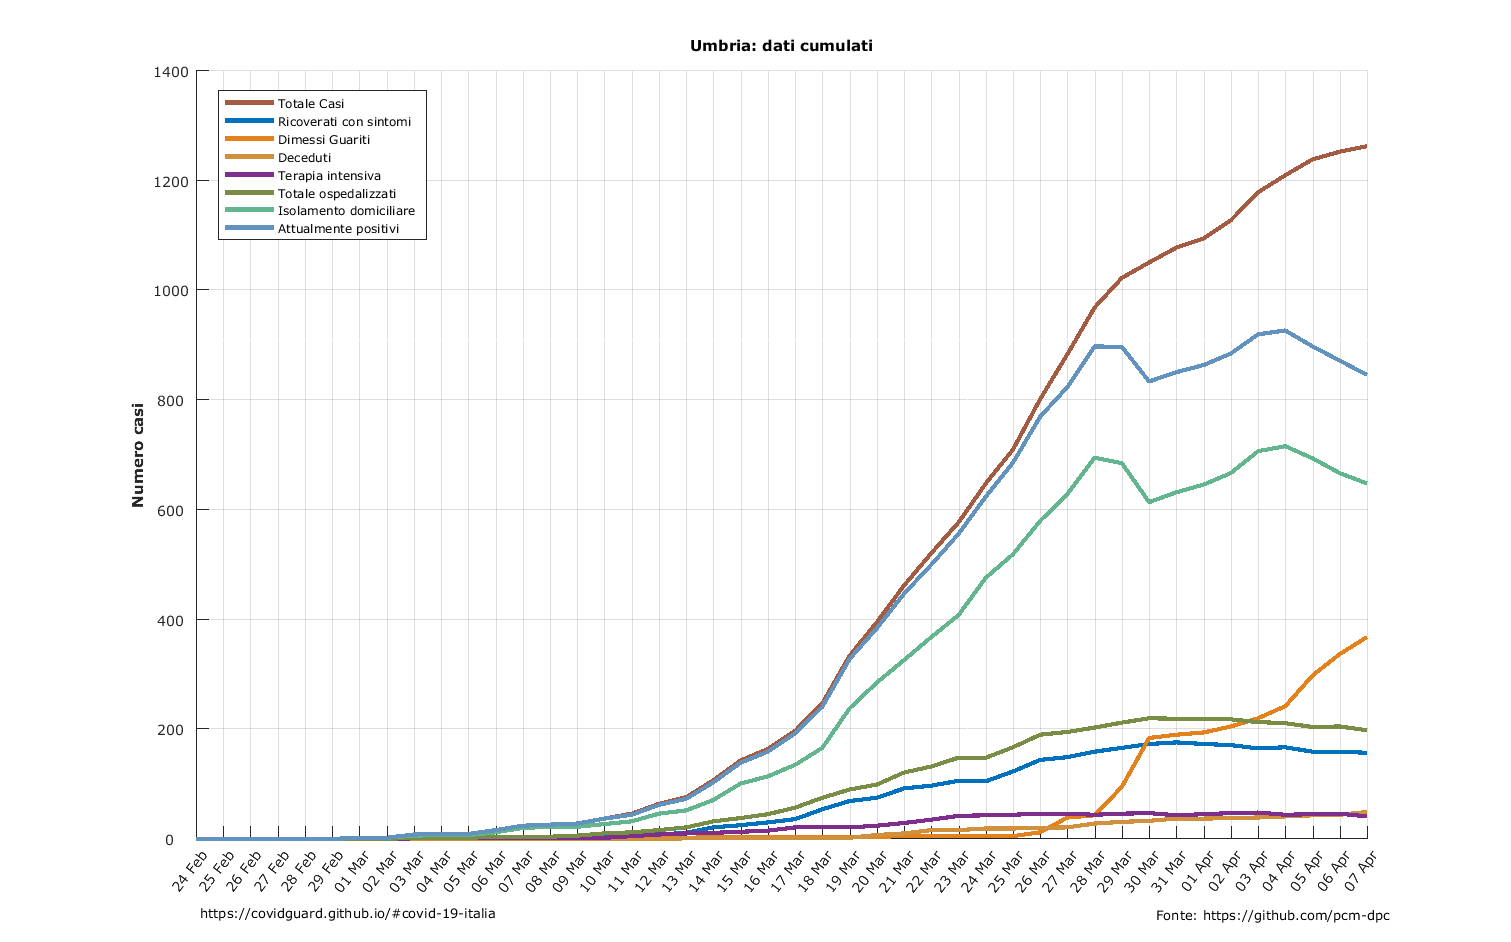 Umbria: dati cumulati
1400
1200
1000
800
600
400
200
0
Numero casi
Totale Casi
Ricoverati con sintomi
Dimessi Guariti
Deceduti
Terapia intensiva
Totale ospedalizzati
Isolamento domiciliare
Attualmente positivi
24 Feb
25 Feb
26 Feb
27 Feb
28 Feb
29 Feb
01 Mar
02 Mar
03 Mar
04 Mar
05 Mar
06 Mar
07 Mar
08 Mar
09 Mar
10 Mar
11 Mar
12 Mar
13 Mar
14 Mar
15 Mar
16 Mar
17 Mar
18 Mar
19 Mar
20 Mar
21 Mar
22 Mar
23 Mar
24 Mar
25 Mar
26 Mar
27 Mar
28 Mar
29 Mar
30 Mar
31 Mar
01 Apr
02 Apr
03 Apr
04 Apr
05 Apr
06 Apr
07 Apr
https://covidguard.github.io/#covid-19-italia
Fonte: https://github.com/pcm-dpc